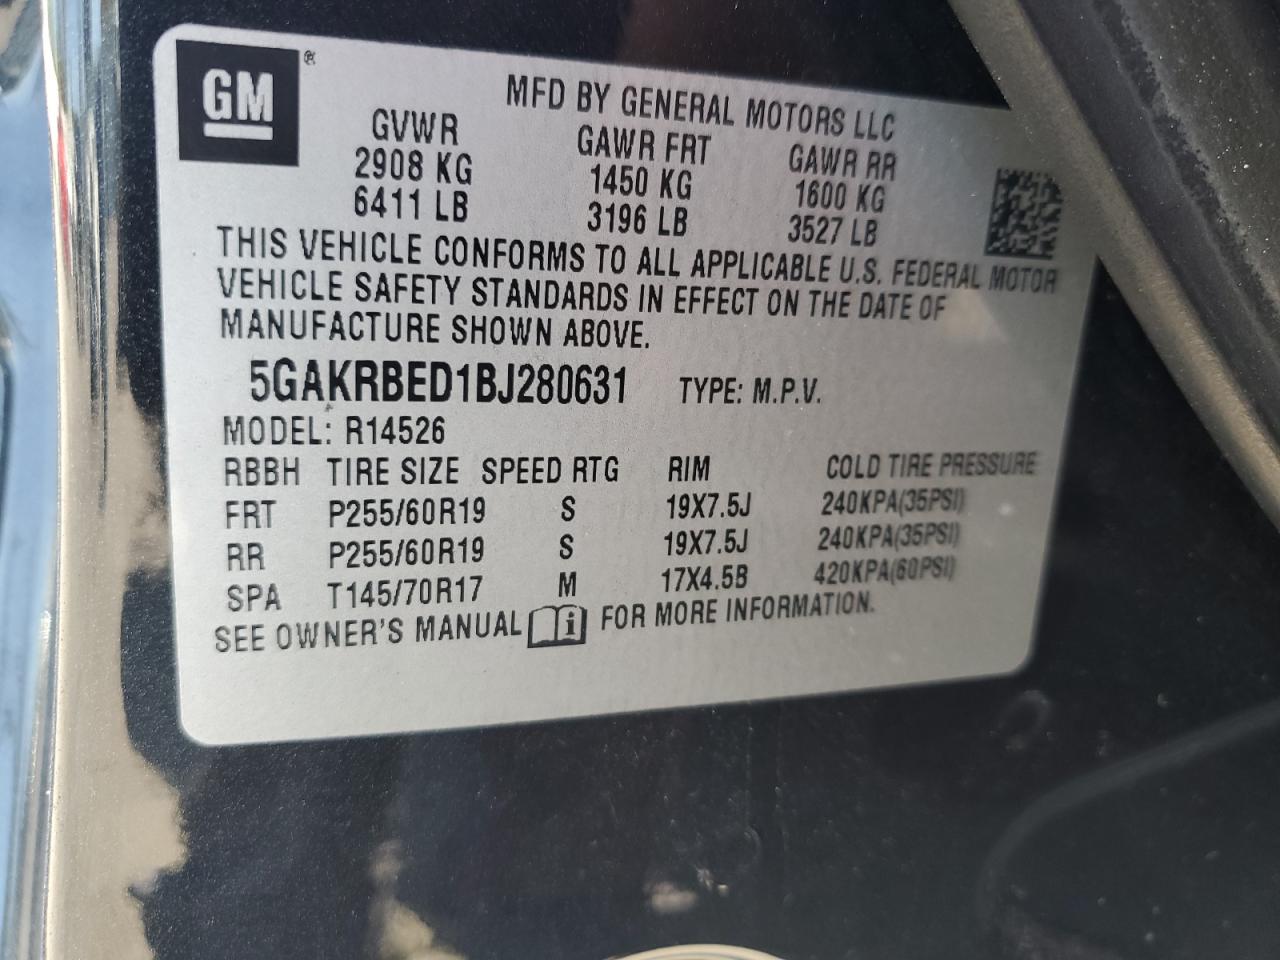 GM ®
MFD BY GENERAL MOTORS LLC
GVWR GAWR FRT GAWR RR
2908 KG 1450 KG 1600 KG
6411 LB 3196 LB 3527 LB
THIS VEHICLE CONFORMS TO ALL APPLICABLE U.S. FEDERAL MOTOR
VEHICLE SAFETY STANDARDS IN EFFECT ON THE DATE OF
MANUFACTURE SHOWN ABOVE.
5GAKRBED1BJ280631 TYPE: M.P.V.
MODEL: R14526
RBBH TIRE SIZE SPEED RTG RIM COLD TIRE PRESSURE
FRT P255/60R19 S 19X7.5J 240KPA(35PSI)
RR P255/60R19 S 19X7.5J 240KPA(35PSI)
SPA T145/70R17 M 17X4.5B 420KPA(60PSI)
SEE OWNER'S MANUAL i FOR MORE INFORMATION.